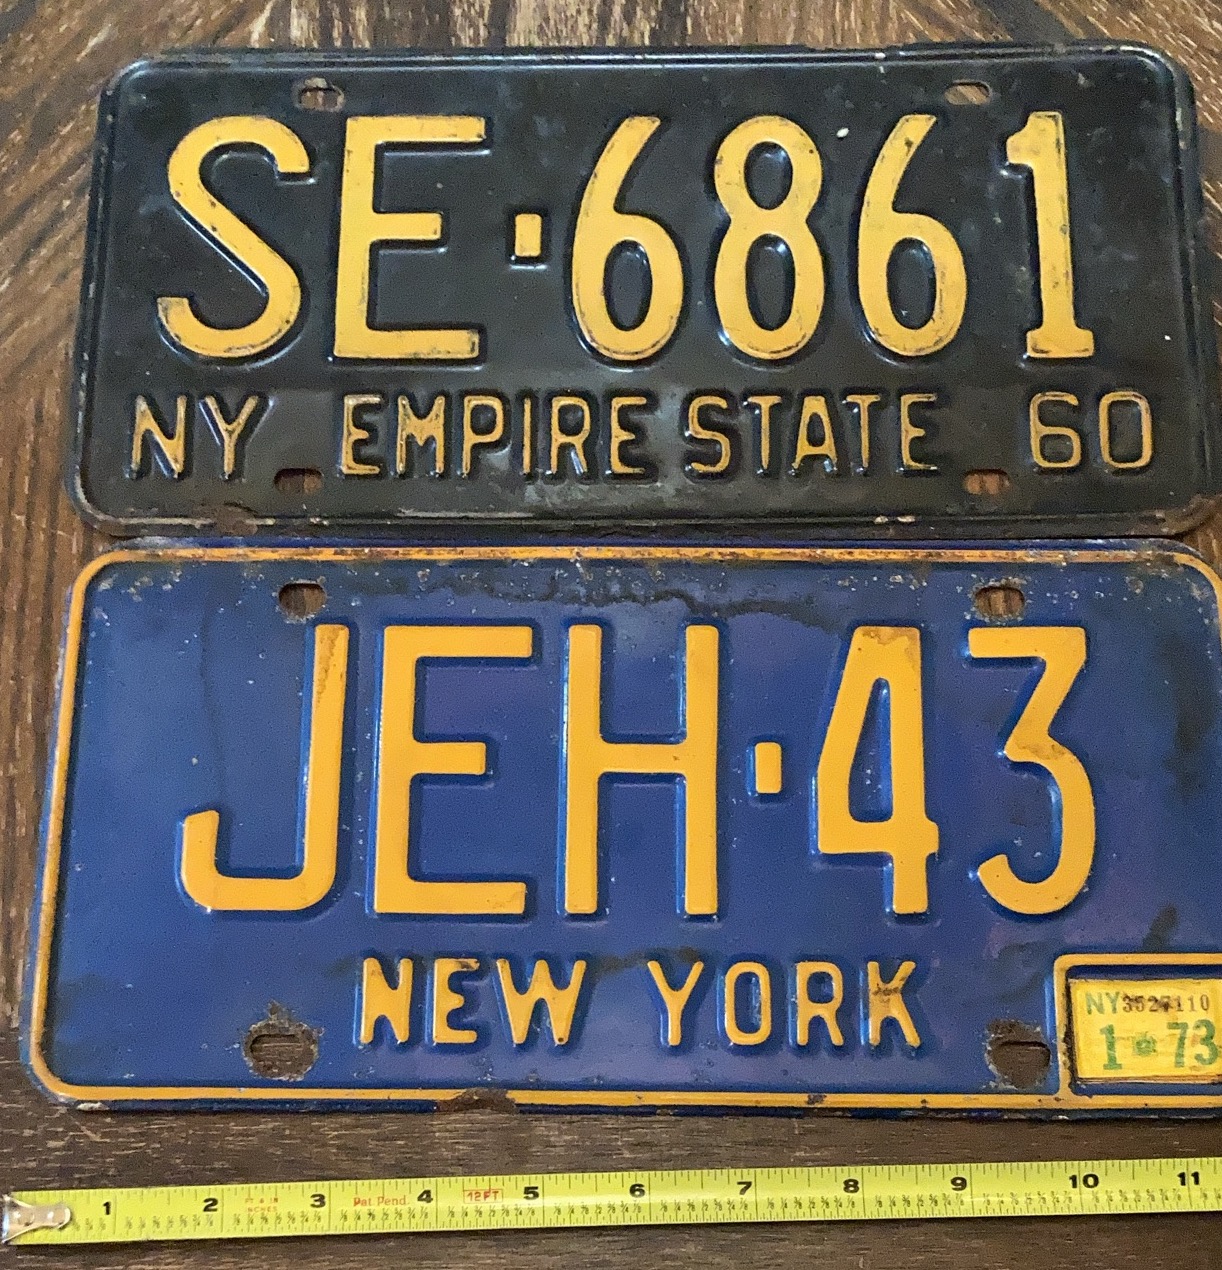 SE·6861
NY EMPIRE STATE 60
JEH·43
NEW YORK
NY3527110
1 73
1 2 3 Pat Pend. 4 12FT 5 6 7 8 9 10 11